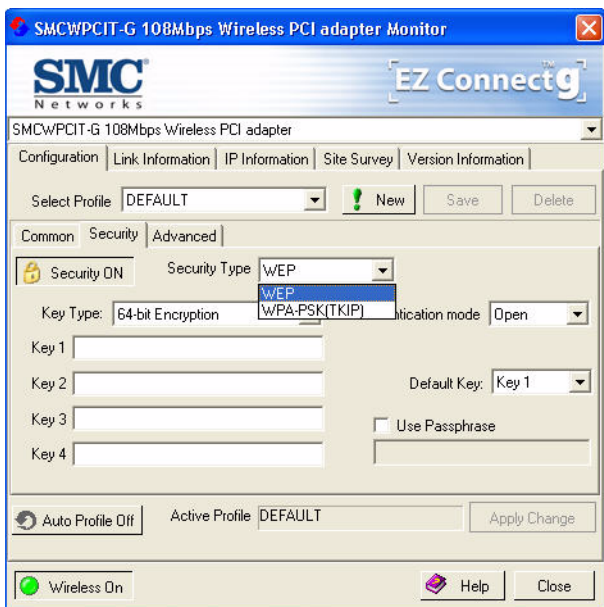 SMCWPCIT-G 108Mbps Wireless PCI adapter Monitor
SMC®
Networks
EZ Connect™ g
SMCWPCIT-G 108Mbps Wireless PCI adapter
Configuration Link Information IP Information Site Survey Version Information
Select Profile DEFAULT New Save Delete
Common Security Advanced
Security ON Security Type WEP
WEP
WPA-PSK(TKIP)
Key Type: 64-bit Encryption ntication mode Open
Key 1
Key 2 Default Key: Key 1
Key 3 Use Passphrase
Key 4
Auto Profile Off Active Profile DEFAULT Apply Change
Wireless On Help Close